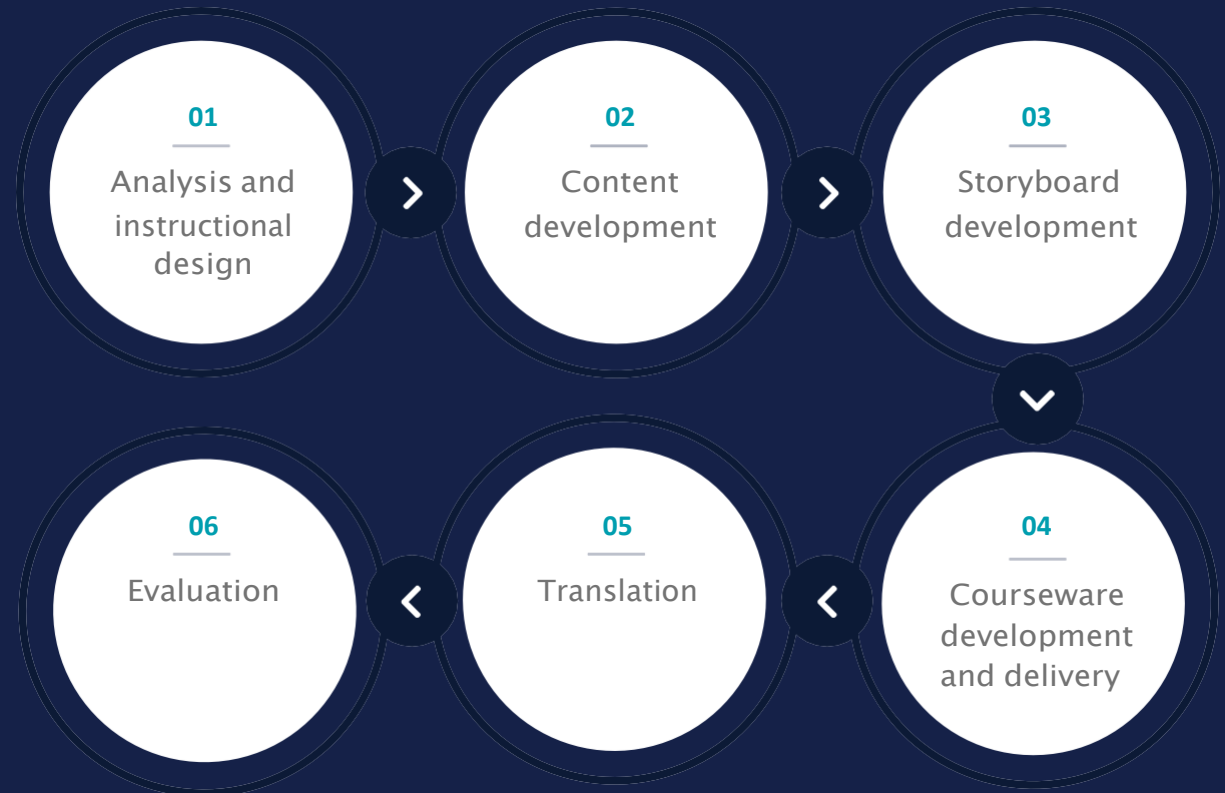 01
Analysis and
instructional
design
02
Content
development
03
Storyboard
development
04
Courseware
development
and delivery
05
Translation
06
Evaluation